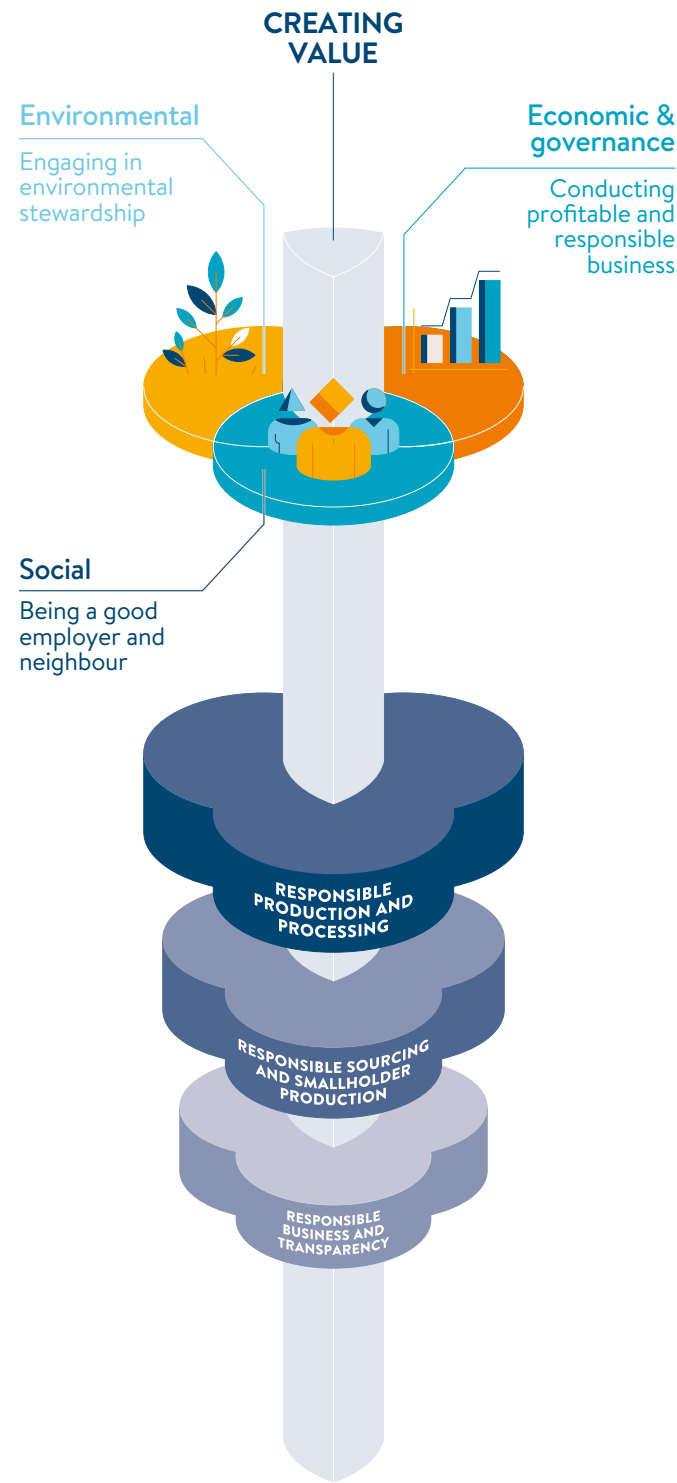 CREATING
VALUE
Environmental
Engaging in
environmental
stewardship
Economic &
governance
Conducting
profitable and
responsible
business
Social
Being a good
employer and
neighbour
RESPONSIBLE
PRODUCTION AND
PROCESSING
RESPONSIBLE SOURCING
AND SMALLHOLDER
PRODUCTION
RESPONSIBLE
BUSINESS AND
TRANSPARENCY